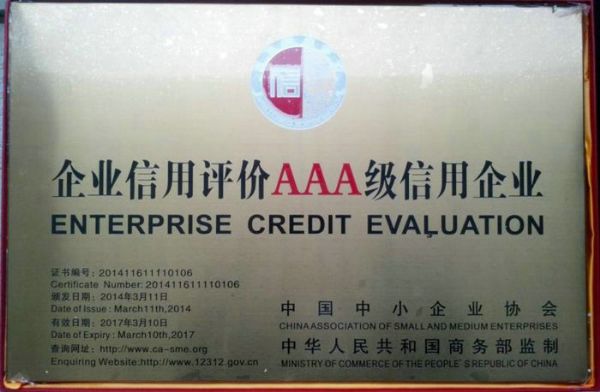 信
企业信用评价AAA级信用企业
ENTERPRISE CREDIT EVALUATION
证书编号：201411611110106
Certificate Number: 201411611110106
颁发日期：2014年3月11日
Date of Issue : March11th,2014
有效日期：2017年3月10日
Date of Expiry : March10th,2017
查询网址：http://www.ca-sme.org
Enquiring Website:http://www.12312.gov.cn
中国中小企业协会
CHINA ASSOCIATION OF SMALL AND MEDIUM ENTERPRISES
中华人民共和国商务部监制
MINISTRY OF COMMERCE OF THE PEOPLE'S REPUBLIC OF CHINA